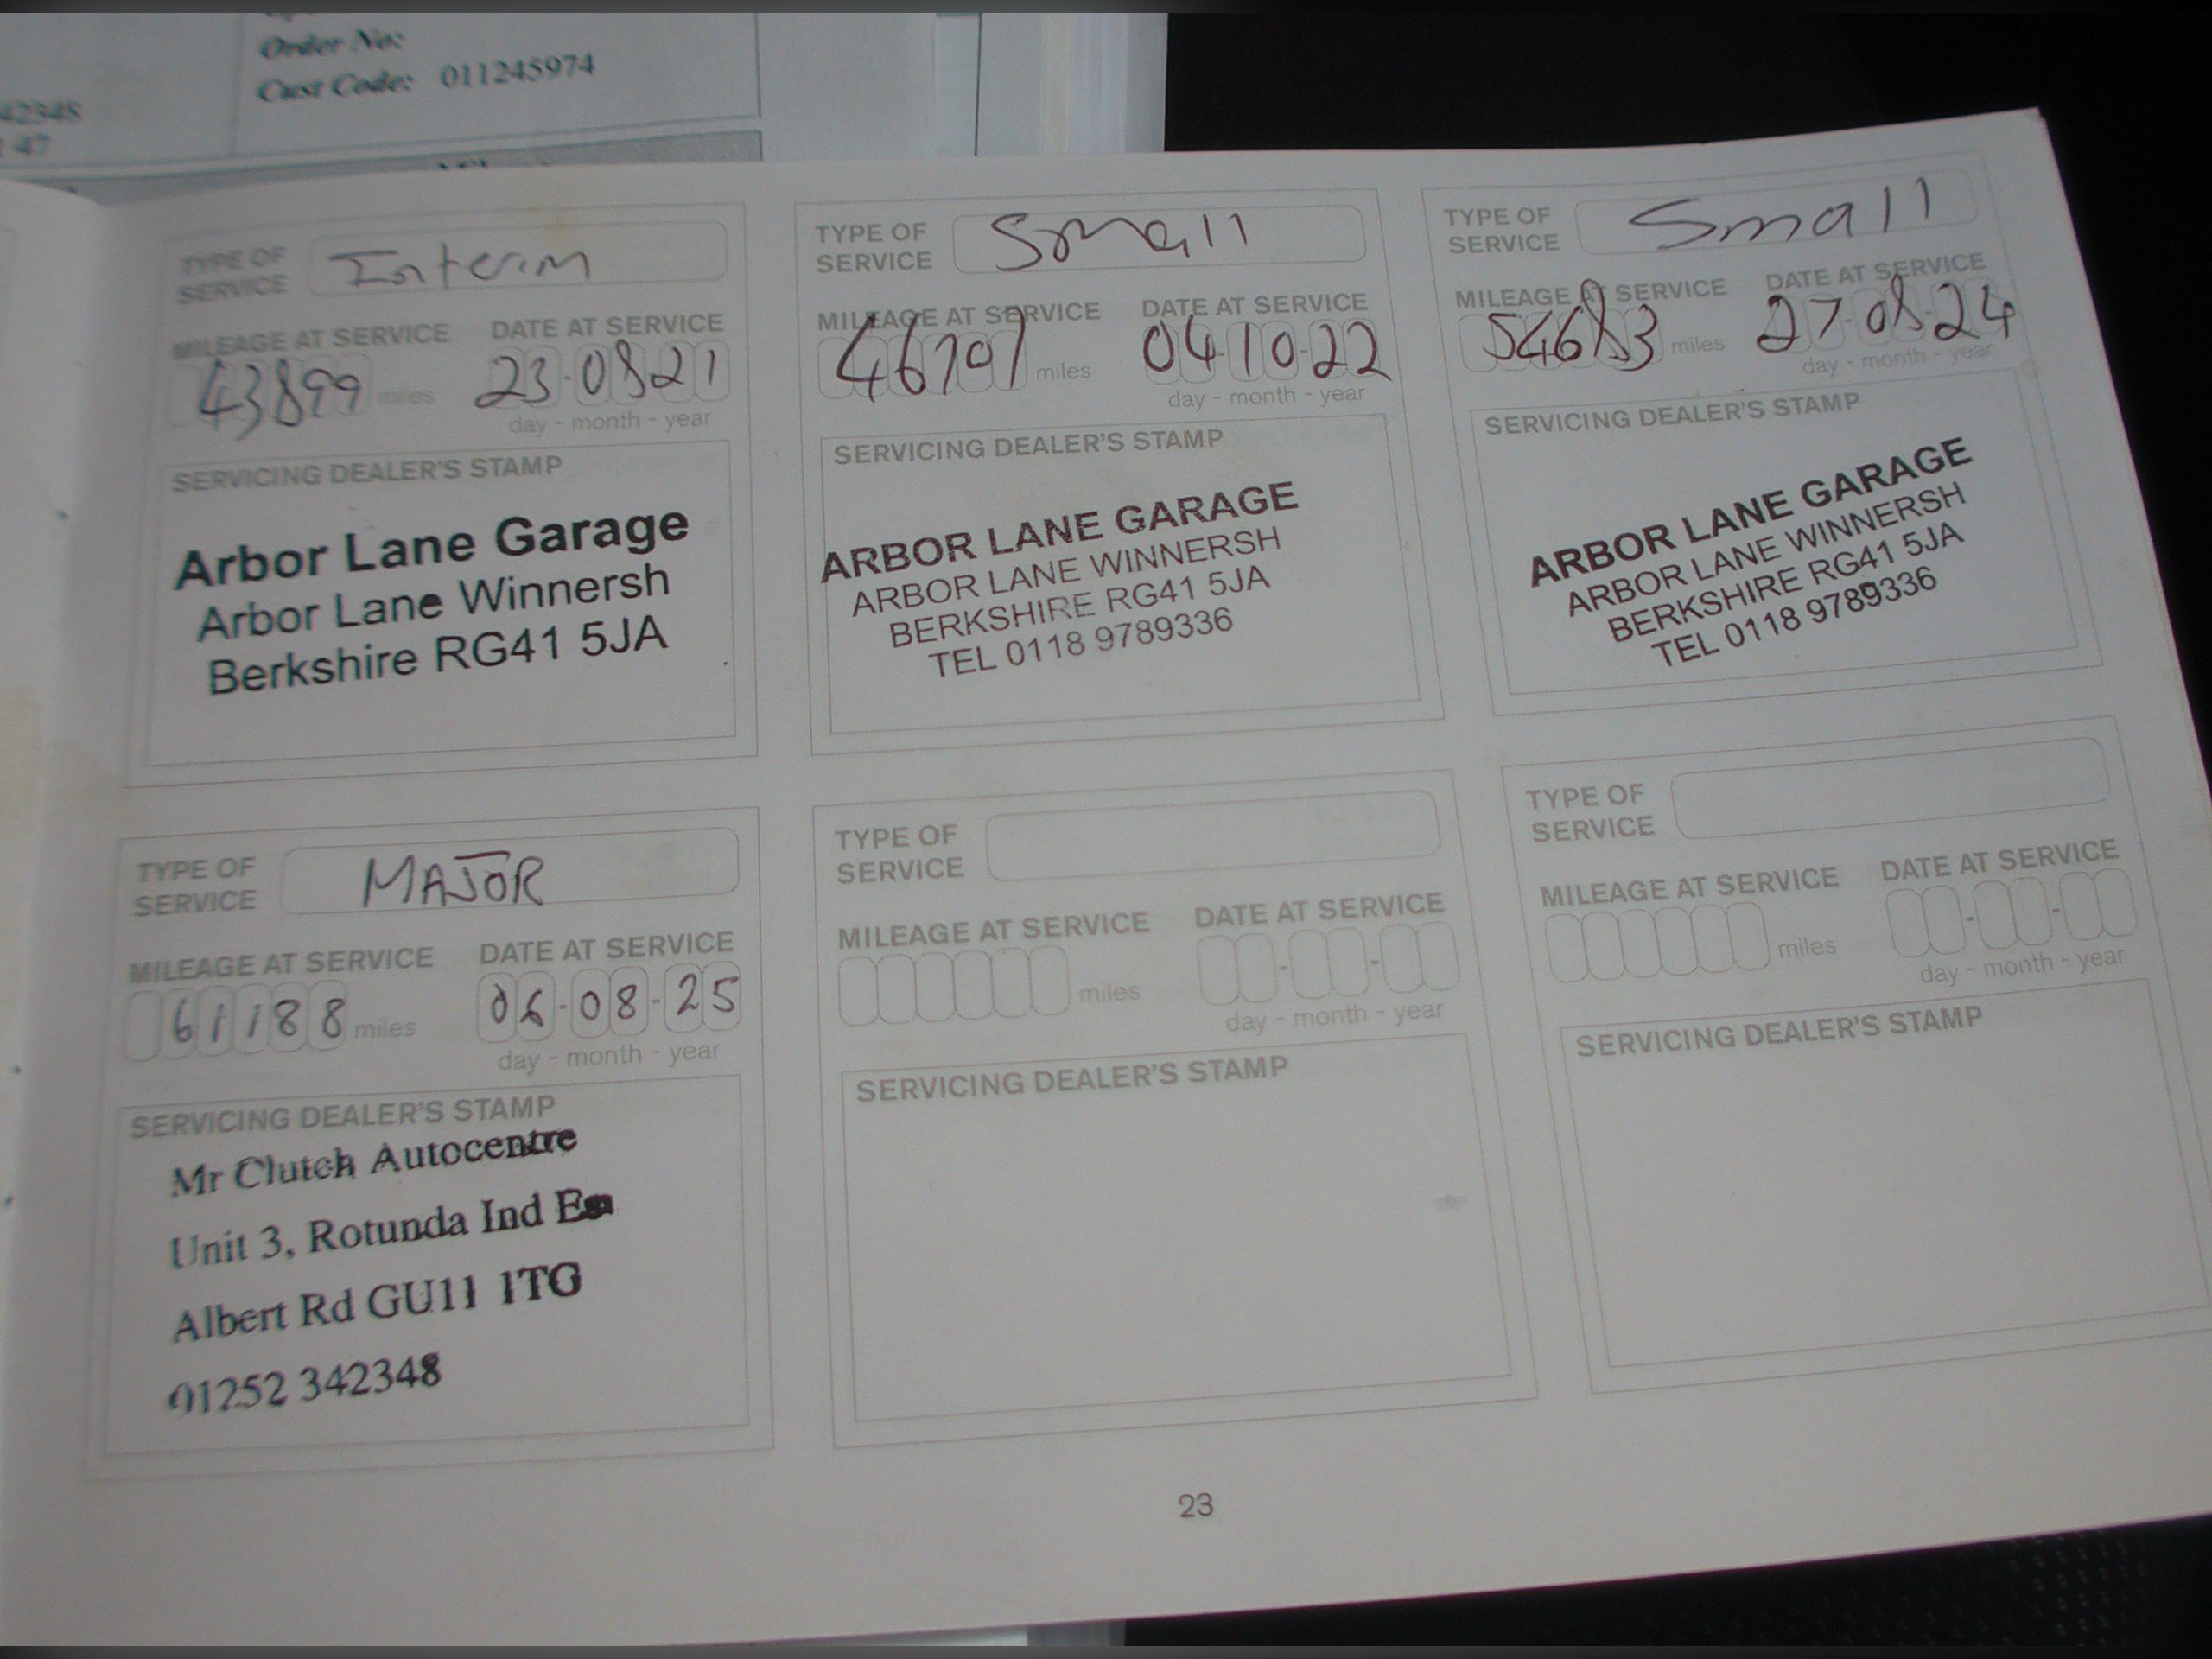 Order No:
Cust Code: 011245974
42348
47
TYPE OF SERVICE Interim
MILEAGE AT SERVICE DATE AT SERVICE
43899 miles 23-08-21
day - month - year
SERVICING DEALER'S STAMP
Arbor Lane Garage
Arbor Lane Winnersh
Berkshire RG41 5JA
TYPE OF SERVICE Small
MILEAGE AT SERVICE DATE AT SERVICE
46707 miles 04-10-22
day - month - year
SERVICING DEALER'S STAMP
ARBOR LANE GARAGE
ARBOR LANE WINNERSH
BERKSHIRE RG41 5JA
TEL 0118 9789336
TYPE OF SERVICE Small
MILEAGE AT SERVICE DATE AT SERVICE
54683 miles 27-08-24
day - month - year
SERVICING DEALER'S STAMP
ARBOR LANE GARAGE
ARBOR LANE WINNERSH
BERKSHIRE RG41 5JA
TEL 0118 9789336
TYPE OF SERVICE MAJOR
MILEAGE AT SERVICE DATE AT SERVICE
61188 miles 06-08-25
day - month - year
SERVICING DEALER'S STAMP
Mr Clutch Autocentre
Unit 3, Rotunda Ind
Albert Rd GU11 1TG
01252 342348
TYPE OF SERVICE
MILEAGE AT SERVICE DATE AT SERVICE
miles
day - month - year
SERVICING DEALER'S STAMP
TYPE OF SERVICE
MILEAGE AT SERVICE DATE AT SERVICE
miles
day - month - year
SERVICING DEALER'S STAMP
23